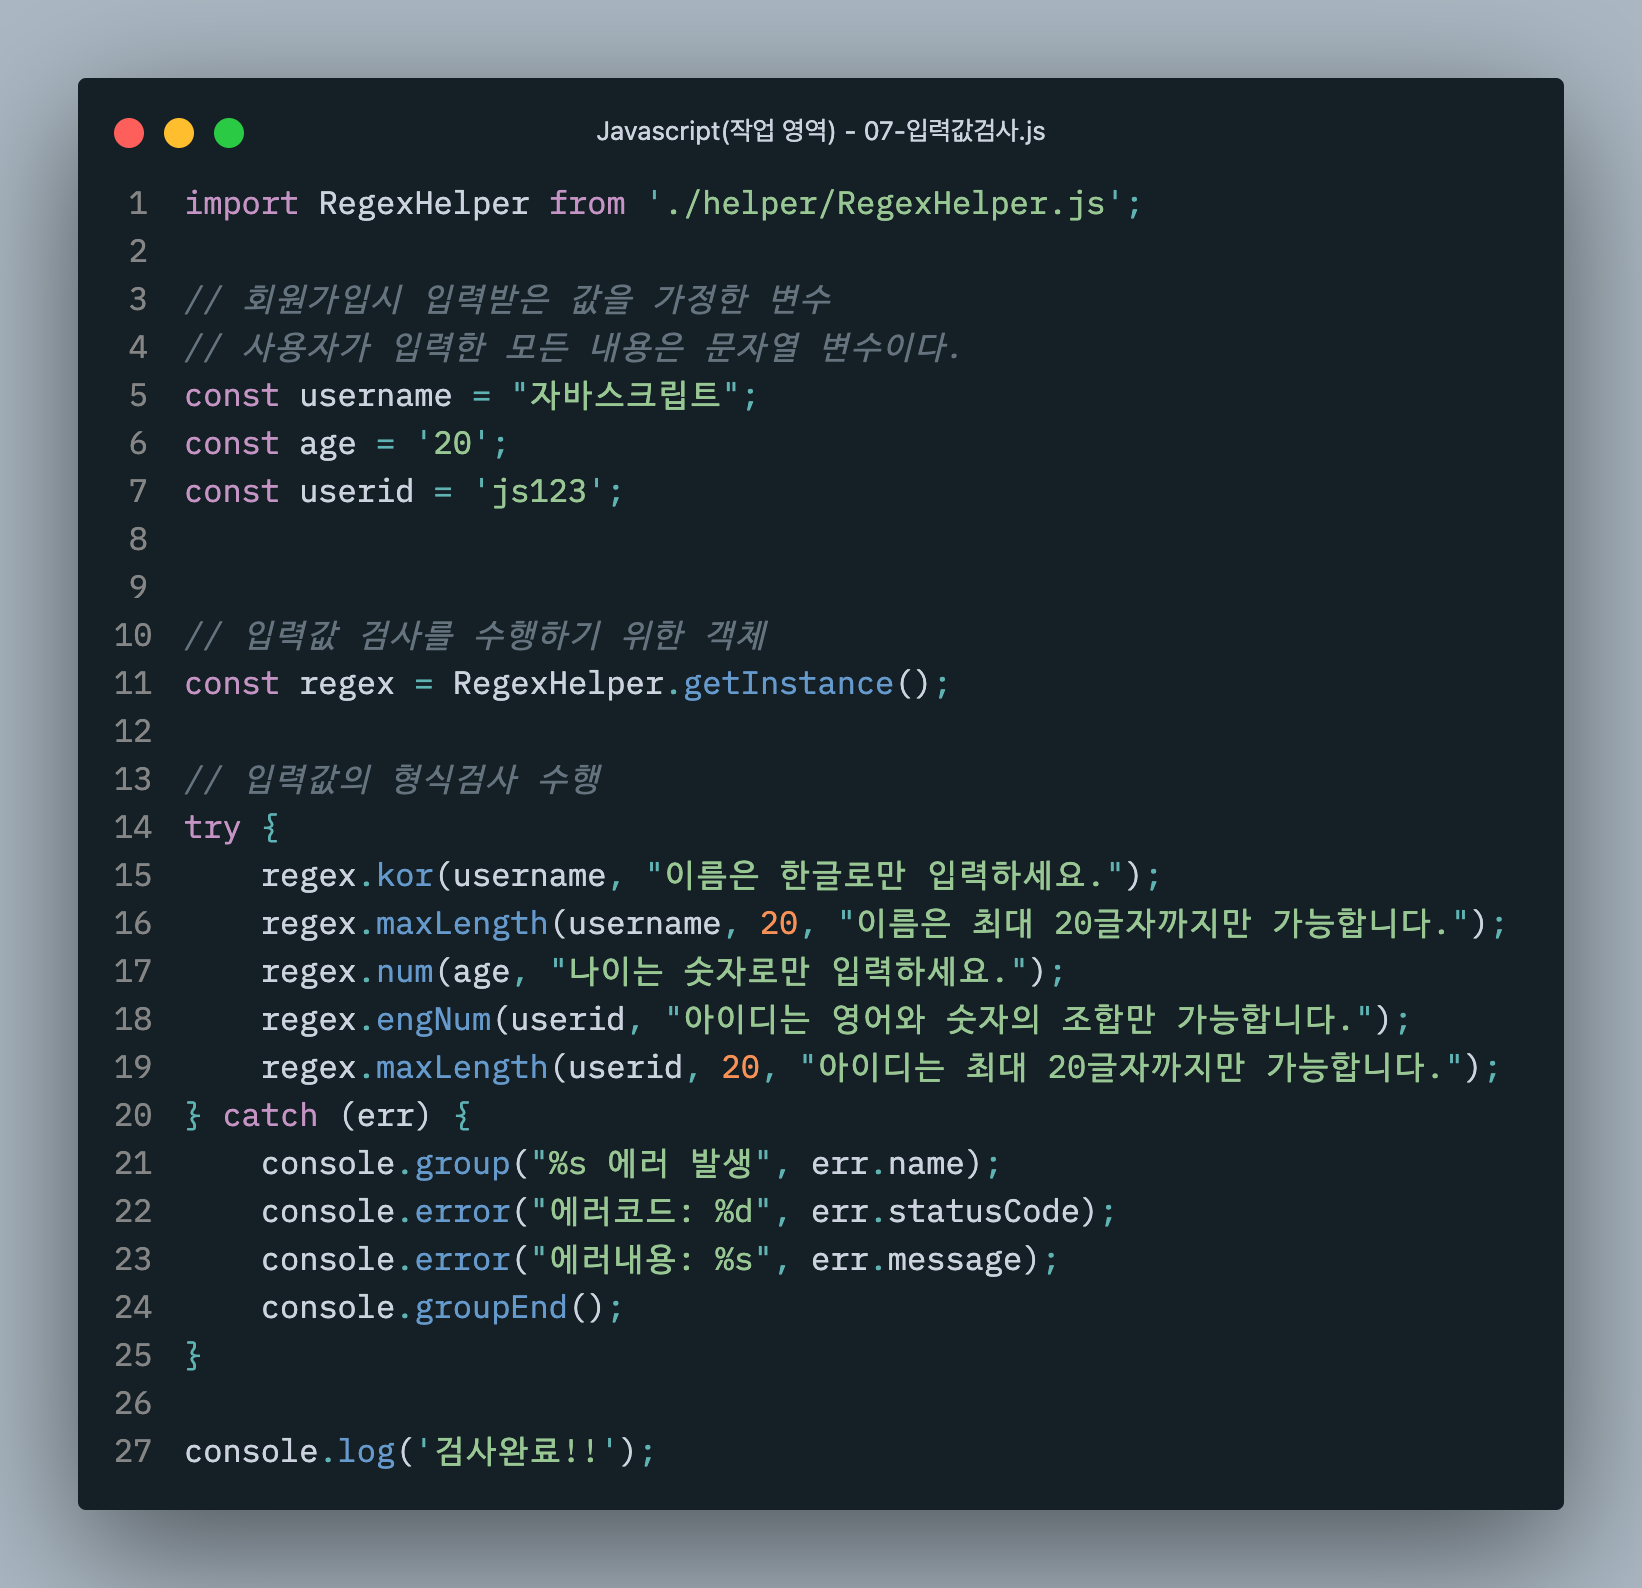 Javascript(작업 영역) - 07-입력값검사.js
1 import RegexHelper from './helper/RegexHelper.js';
2
3 // 회원가입시 입력받은 값을 가정한 변수
4 // 사용자가 입력한 모든 내용은 문자열 변수이다.
5 const username = "자바스크립트";
6 const age = '20';
7 const userid = 'js123';
8
9
10 // 입력값 검사를 수행하기 위한 객체
11 const regex = RegexHelper.getInstance();
12
13 // 입력값의 형식검사 수행
14 try {
15     regex.kor(username, "이름은 한글로만 입력하세요.");
16     regex.maxLength(username, 20, "이름은 최대 20글자까지만 가능합니다.");
17     regex.num(age, "나이는 숫자로만 입력하세요.");
18     regex.engNum(userid, "아이디는 영어와 숫자의 조합만 가능합니다.");
19     regex.maxLength(userid, 20, "아이디는 최대 20글자까지만 가능합니다.");
20 } catch (err) {
21     console.group("%s 에러 발생", err.name);
22     console.error("에러코드: %d", err.statusCode);
23     console.error("에러내용: %s", err.message);
24     console.groupEnd();
25 }
26
27 console.log('검사완료!!');